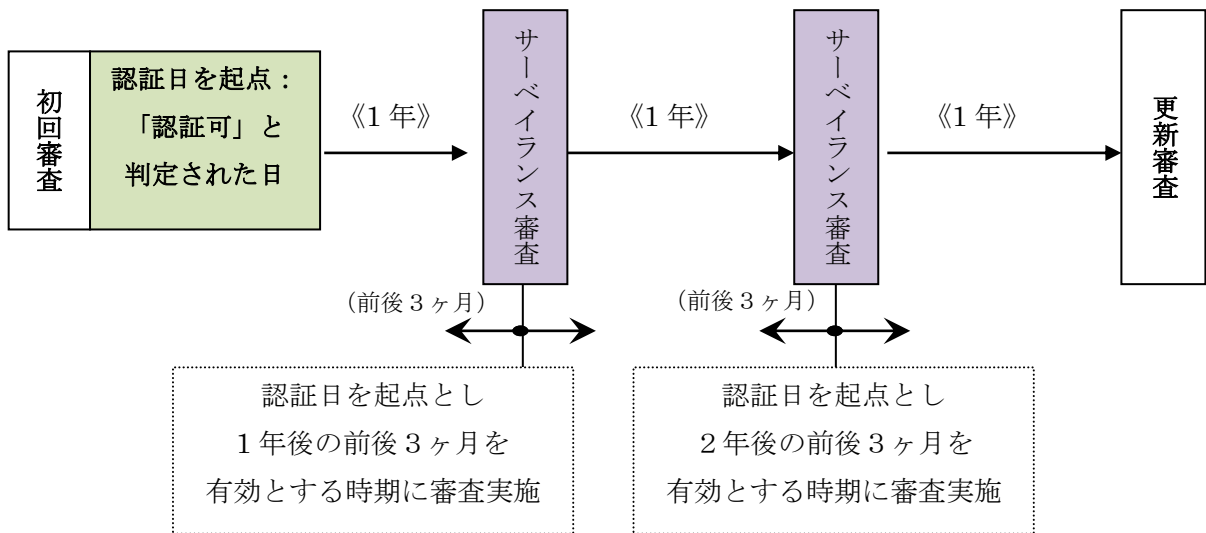 初回審査
認証日を起点：
「認証可」と
判定された日
《1 年》
サーベイランス審査
《1 年》
サーベイランス審査
《1 年》
更新審査
（前後３ヶ月）
（前後３ヶ月）
認証日を起点とし
１年後の前後３ヶ月を
有効とする時期に審査実施
認証日を起点とし
２年後の前後３ヶ月を
有効とする時期に審査実施